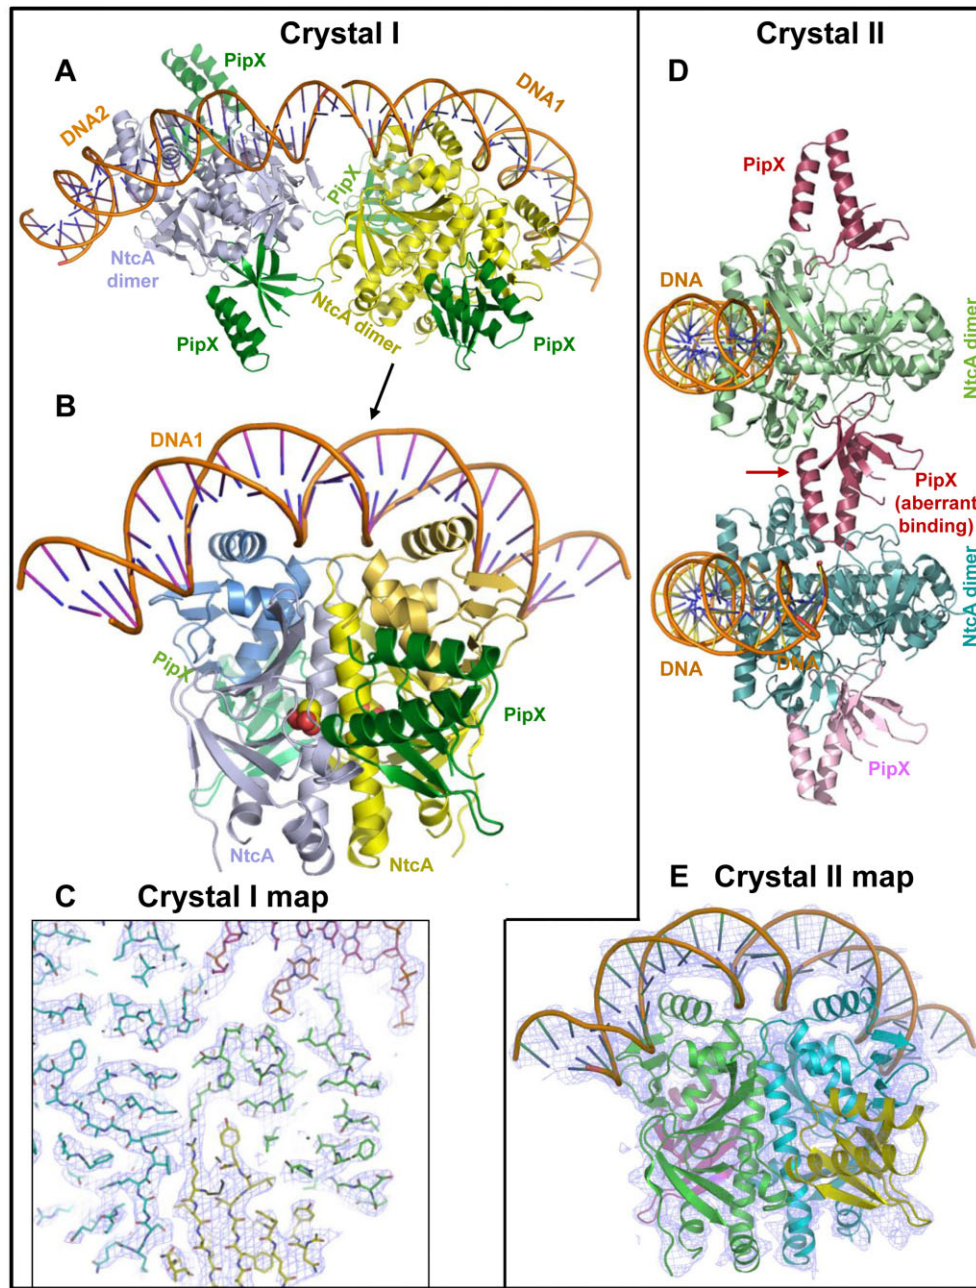 Crystal I
A
PipX
DNA2
DNA1
PipX
NtcA
dimer
NtcA dimer
PipX
PipX
B
DNA1
PipX
PipX
NtcA
NtcA
C
Crystal I map
Crystal II
D
PipX
DNA
NtcA dimer
PipX
(aberrant
binding)
NtcA dimer
DNA
DNA
PipX
E
Crystal II map